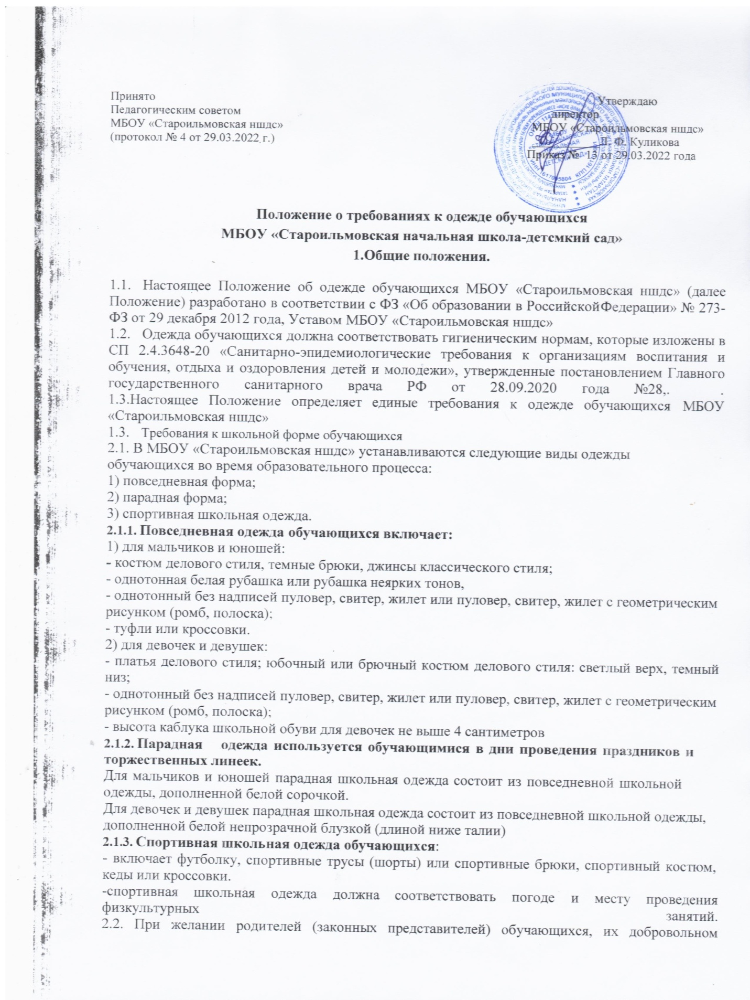 Принято
Педагогическим советом
МБОУ «Староильмовская ншдс»
(протокол № 4 от 29.03.2022 г.)
Утверждаю
директор
МБОУ «Староильмовская ншдс»
Л. Ф. Куликова
Приказ № 13 от 29.03.2022 года
Положение о требованиях к одежде обучающихся
МБОУ «Староильмовская начальная школа-детсмкий сад»
1.Общие положения.
1.1. Настоящее Положение об одежде обучающихся МБОУ «Староильмовская ншдс» (далее
Положение) разработано в соответствии с ФЗ «Об образовании в РоссийскойФедерации» № 273-
ФЗ от 29 декабря 2012 года, Уставом МБОУ «Староильмовская ншдс»
1.2. Одежда обучающихся должна соответствовать гигиеническим нормам, которые изложены в
СП 2.4.3648-20 «Санитарно-эпидемиологические требования к организациям воспитания и
обучения, отдыха и оздоровления детей и молодежи», утвержденные постановлением Главного
государственного санитарного врача РФ от 28.09.2020 года №28,. .
1.3.Настоящее Положение определяет единые требования к одежде обучающихся МБОУ
«Староильмовская ншдс»
1.3. Требования к школьной форме обучающихся
2.1. В МБОУ «Староильмовская ншдс» устанавливаются следующие виды одежды
обучающихся во время образовательного процесса:
1) повседневная форма;
2) парадная форма;
3) спортивная школьная одежда.
2.1.1. Повседневная одежда обучающихся включает:
1) для мальчиков и юношей:
- костюм делового стиля, темные брюки, джинсы классического стиля;
- однотонная белая рубашка или рубашка неярких тонов,
- однотонный без надписей пуловер, свитер, жилет или пуловер, свитер, жилет с геометрическим
рисунком (ромб, полоска);
- туфли или кроссовки.
2) для девочек и девушек:
- платья делового стиля; юбочный или брючный костюм делового стиля: светлый верх, темный
низ;
- однотонный без надписей пуловер, свитер, жилет или пуловер, свитер, жилет с геометрическим
рисунком (ромб, полоска);
- высота каблука школьной обуви для девочек не выше 4 сантиметров
2.1.2. Парадная одежда используется обучающимися в дни проведения праздников и
торжественных линеек.
Для мальчиков и юношей парадная школьная одежда состоит из повседневной школьной
одежды, дополненной белой сорочкой.
Для девочек и девушек парадная школьная одежда состоит из повседневной школьной одежды,
дополненной белой непрозрачной блузкой (длиной ниже талии)
2.1.3. Спортивная школьная одежда обучающихся:
- включает футболку, спортивные трусы (шорты) или спортивные брюки, спортивный костюм,
кеды или кроссовки.
-спортивная школьная одежда должна соответствовать погоде и месту проведения
физкультурных занятий.
2.2. При желании родителей (законных представителей) обучающихся, их добровольном